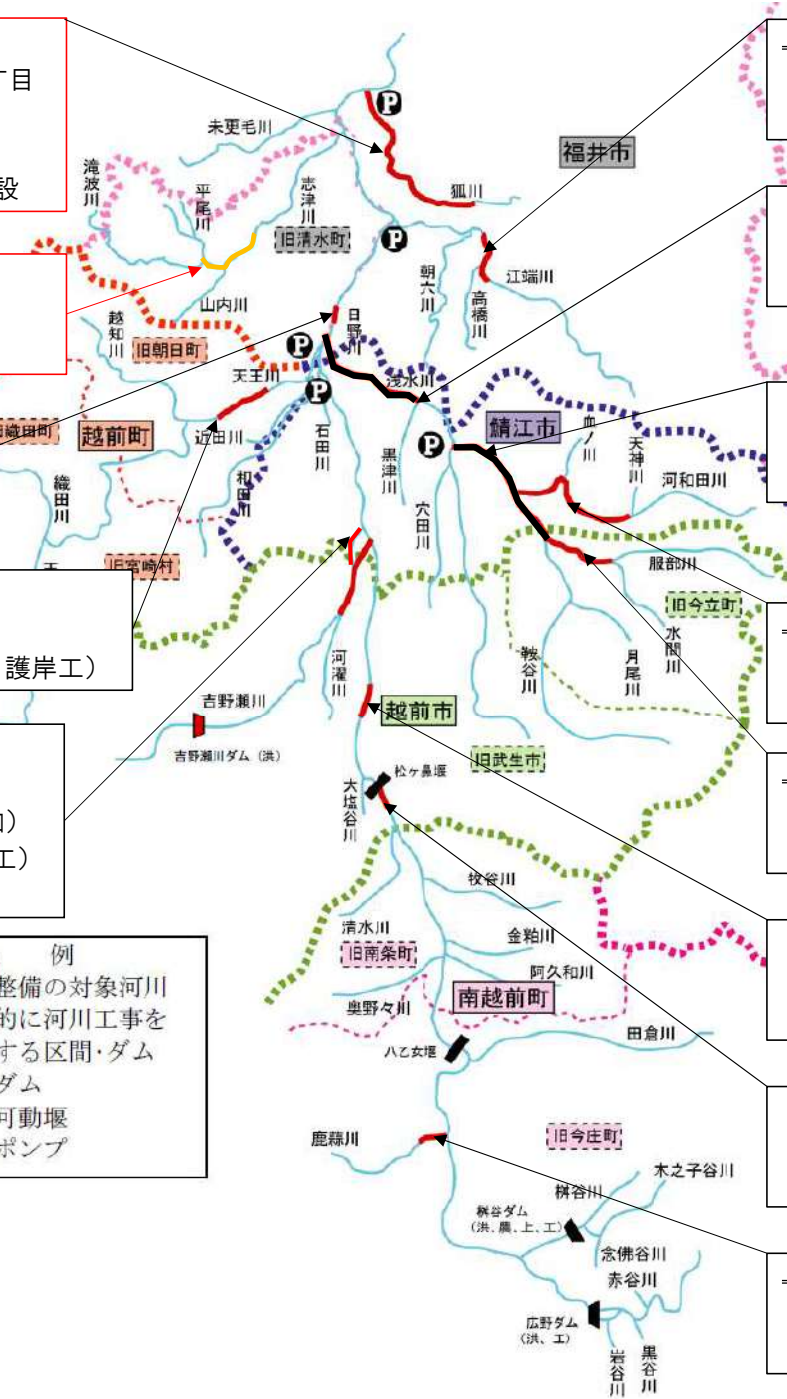 丁目
設
未更毛川
福井市
滝波川
平尾川
志津川
狐川
旧清水町
朝六川
江端川
高橋川
山内川
越知川
日野川
旧朝日町
天王川
浅水川
旧織田町
越前町
近田川
石田川
黒津川
鯖江市
血ノ川
天神川
河和田川
織田川
和田川
穴田川
旧宮崎村
服部川
旧今立町
護岸工）
河濯川
鞍谷川
月尾川
水間川
吉野瀬川
越前市
吉野瀬川ダム（洪）
旧武生市
松ヶ鼻堰
大塩谷川
工）
牧谷川
清水川
金粕川
旧南条町
阿久和川
例
整備の対象河川
的に河川工事を
する区間・ダム
ダム
可動堰
ポンプ
奥野々川
南越前町
田倉川
八乙女堰
鹿蒜川
旧今庄町
木之子谷川
桝谷川
桝谷ダム
（洪、農、上、工）
念佛谷川
赤谷川
広野ダム
（洪、工）
岩谷川
黒谷川
P
P
P
P
P